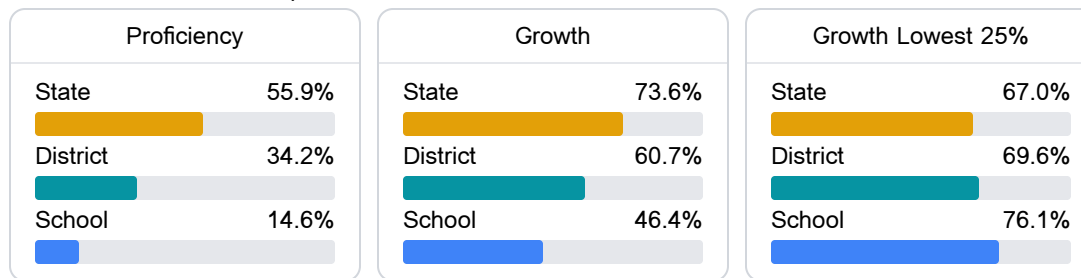 Proficiency
State 55.9%
District 34.2%
School 14.6%
Growth
State 73.6%
District 60.7%
School 46.4%
Growth Lowest 25%
State 67.0%
District 69.6%
School 76.1%